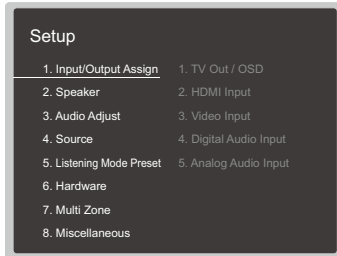 Setup
1. Input/Output Assign
2. Speaker
3. Audio Adjust
4. Source
5. Listening Mode Preset
6. Hardware
7. Multi Zone
8. Miscellaneous
1. TV Out / OSD
2. HDMI Input
3. Video Input
4. Digital Audio Input
5. Analog Audio Input